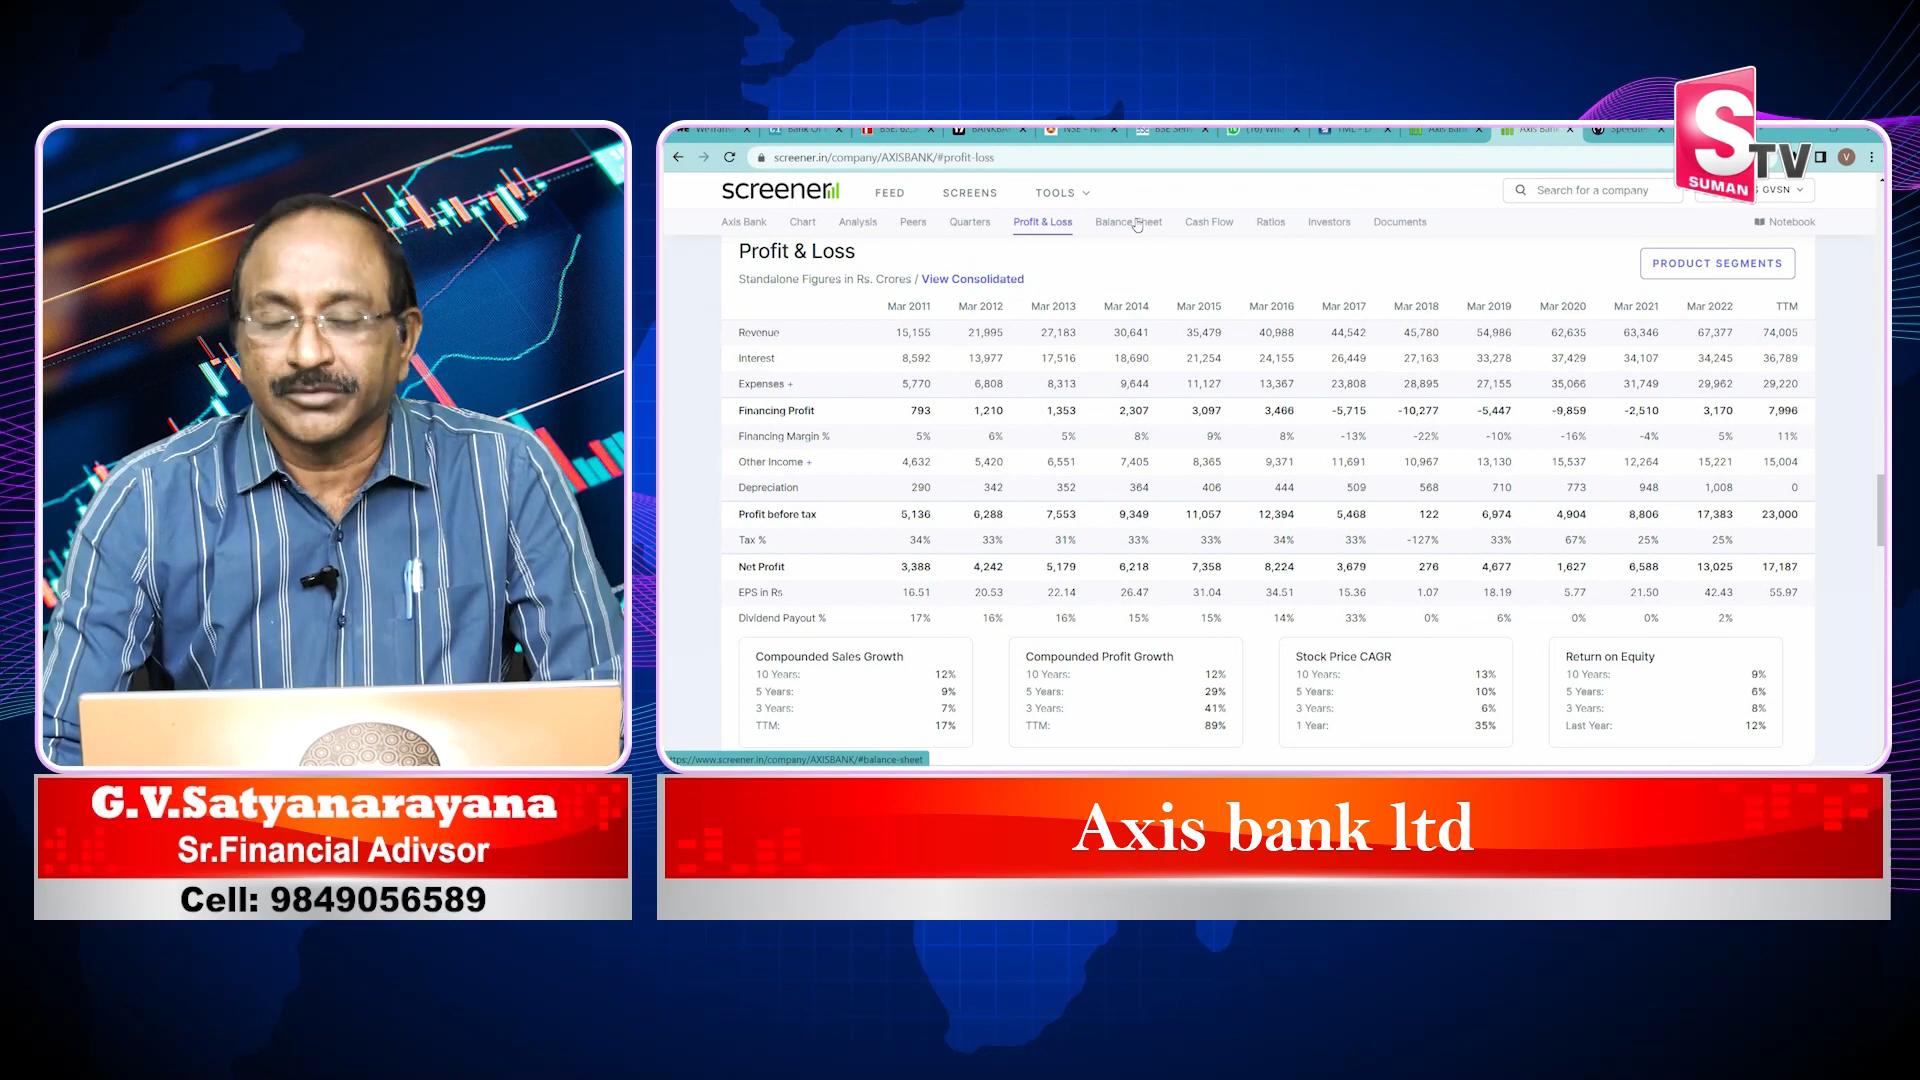 S
SUMAN
TV
screener.in/company/AXISBANK/#profit-loss
V
screener
FEED SCREENS TOOLS
Search for a company
GVSN
Axis Bank Chart Analysis Peers Quarters Profit & Loss Balance Sheet Cash Flow Ratios Investors Documents Notebook
Profit & Loss
PRODUCT SEGMENTS
Standalone Figures in Rs. Crores / View Consolidated
Mar 2011 Mar 2012 Mar 2013 Mar 2014 Mar 2015 Mar 2016 Mar 2017 Mar 2018 Mar 2019 Mar 2020 Mar 2021 Mar 2022 TTM
Revenue 15,155 21,995 27,183 30,641 35,479 40,988 44,542 45,780 54,986 62,635 63,346 67,377 74,005
Interest 8,592 13,977 17,516 18,690 21,254 24,155 26,449 27,163 33,278 37,429 34,107 34,245 36,789
Expenses + 5,770 6,808 8,313 9,644 11,127 13,367 23,808 28,895 27,155 35,066 31,749 29,962 29,220
Financing Profit 793 1,210 1,353 2,307 3,097 3,466 -5,715 -10,277 -5,447 -9,859 -2,510 3,170 7,996
Financing Margin % 5% 6% 5% 8% 9% 8% -13% -22% -10% -16% -4% 5% 11%
Other Income + 4,632 5,420 6,551 7,405 8,365 9,371 11,691 10,967 13,130 15,537 12,264 15,221 15,004
Depreciation 290 342 352 364 406 444 509 568 710 773 948 1,008 0
Profit before tax 5,136 6,288 7,553 9,349 11,057 12,394 5,468 122 6,974 4,904 8,806 17,383 23,000
Tax % 34% 33% 31% 33% 33% 34% 33% -127% 33% 67% 25% 25%
Net Profit 3,388 4,242 5,179 6,218 7,358 8,224 3,679 276 4,677 1,627 6,588 13,025 17,187
EPS in Rs 16.51 20.53 22.14 26.47 31.04 34.51 15.36 1.07 18.19 5.77 21.50 42.43 55.97
Dividend Payout % 17% 16% 16% 15% 15% 14% 33% 0% 6% 0% 0% 2%
Compounded Sales Growth
10 Years: 12%
5 Years: 9%
3 Years: 7%
TTM: 17%
Compounded Profit Growth
10 Years: 12%
5 Years: 29%
3 Years: 41%
TTM: 89%
Stock Price CAGR
10 Years: 13%
5 Years: 10%
3 Years: 6%
1 Year: 35%
Return on Equity
10 Years: 9%
5 Years: 6%
3 Years: 8%
Last Year: 12%
ttps://www.screener.in/company/AXISBANK/#balance-sheet
G.V.Satyanarayana
Sr.Financial Adivsor
Cell: 9849056589
Axis bank ltd